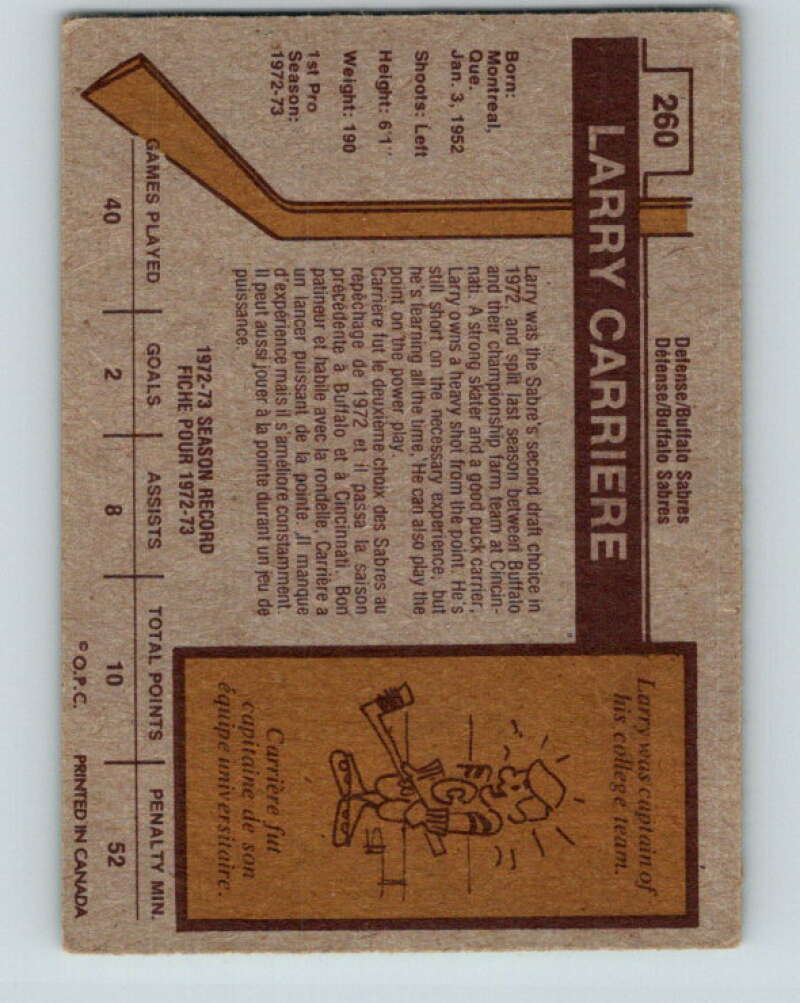 260
Defense/Buffalo Sabres
Défense/Buffalo Sabres
LARRY CARRIERE
Born:
Montreal,
Que.
Jan. 3, 1952
Shoots: Left
Height: 6'1"
Weight: 190
1st Pro
Season:
1972-73
Larry was the Sabre's second draft choice in
1972, and split last season between Buffalo
and their championship farm team at Cincin-
nati. A strong skater and a good puck carrier,
Larry owns a heavy shot from the point. He's
still short on the necessary experience, but
he's learning all the time. He can also play the
point on the power play.
Carrière fut le deuxième choix des Sabres au
repêchage de 1972 et il passa la saison
précédente à Buffalo et à Cincinnati. Bon
patineur et habile avec la rondelle, Carrière a
un lancer puissant de la pointe. Il manque
d'expérience mais il s'améliore constamment.
Il peut aussi jouer à la pointe durant un jeu de
puissance.
Larry was captain of
his college team.
C
Carrière fut
capitaine de son
équipe universitaire.
1972-73 SEASON RECORD
FICHE POUR 1972-73
GAMES PLAYED GOALS ASSISTS TOTAL POINTS PENALTY MIN.
40 2 8 10 52
© O.P.C. PRINTED IN CANADA